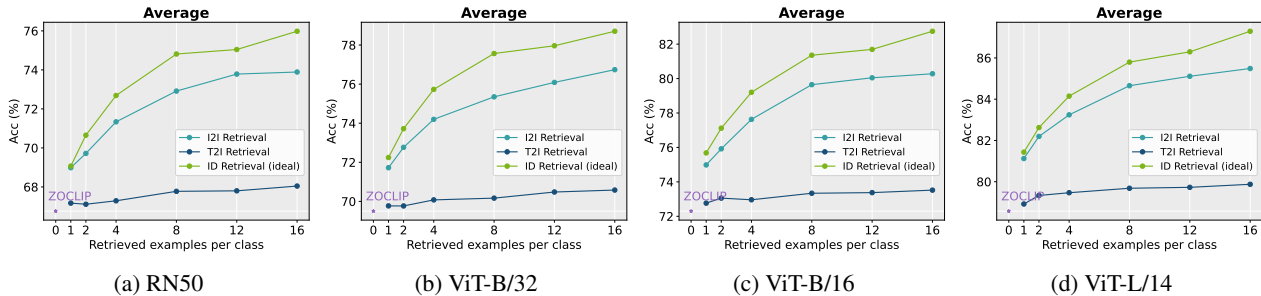 Average
Acc (%)
76
74
72
70
68
ZOCLIP
I2I Retrieval
T2I Retrieval
ID Retrieval (ideal)
0 1 2 4 8 12 16
Retrieved examples per class
(a) RN50
Average
Acc (%)
78
76
74
72
70
ZOCLIP
I2I Retrieval
T2I Retrieval
ID Retrieval (ideal)
0 1 2 4 8 12 16
Retrieved examples per class
(b) ViT-B/32
Average
Acc (%)
82
80
78
76
74
72
ZOCLIP
I2I Retrieval
T2I Retrieval
ID Retrieval (ideal)
0 1 2 4 8 12 16
Retrieved examples per class
(c) ViT-B/16
Average
Acc (%)
86
84
82
80
ZOCLIP
I2I Retrieval
T2I Retrieval
ID Retrieval (ideal)
0 1 2 4 8 12 16
Retrieved examples per class
(d) ViT-L/14